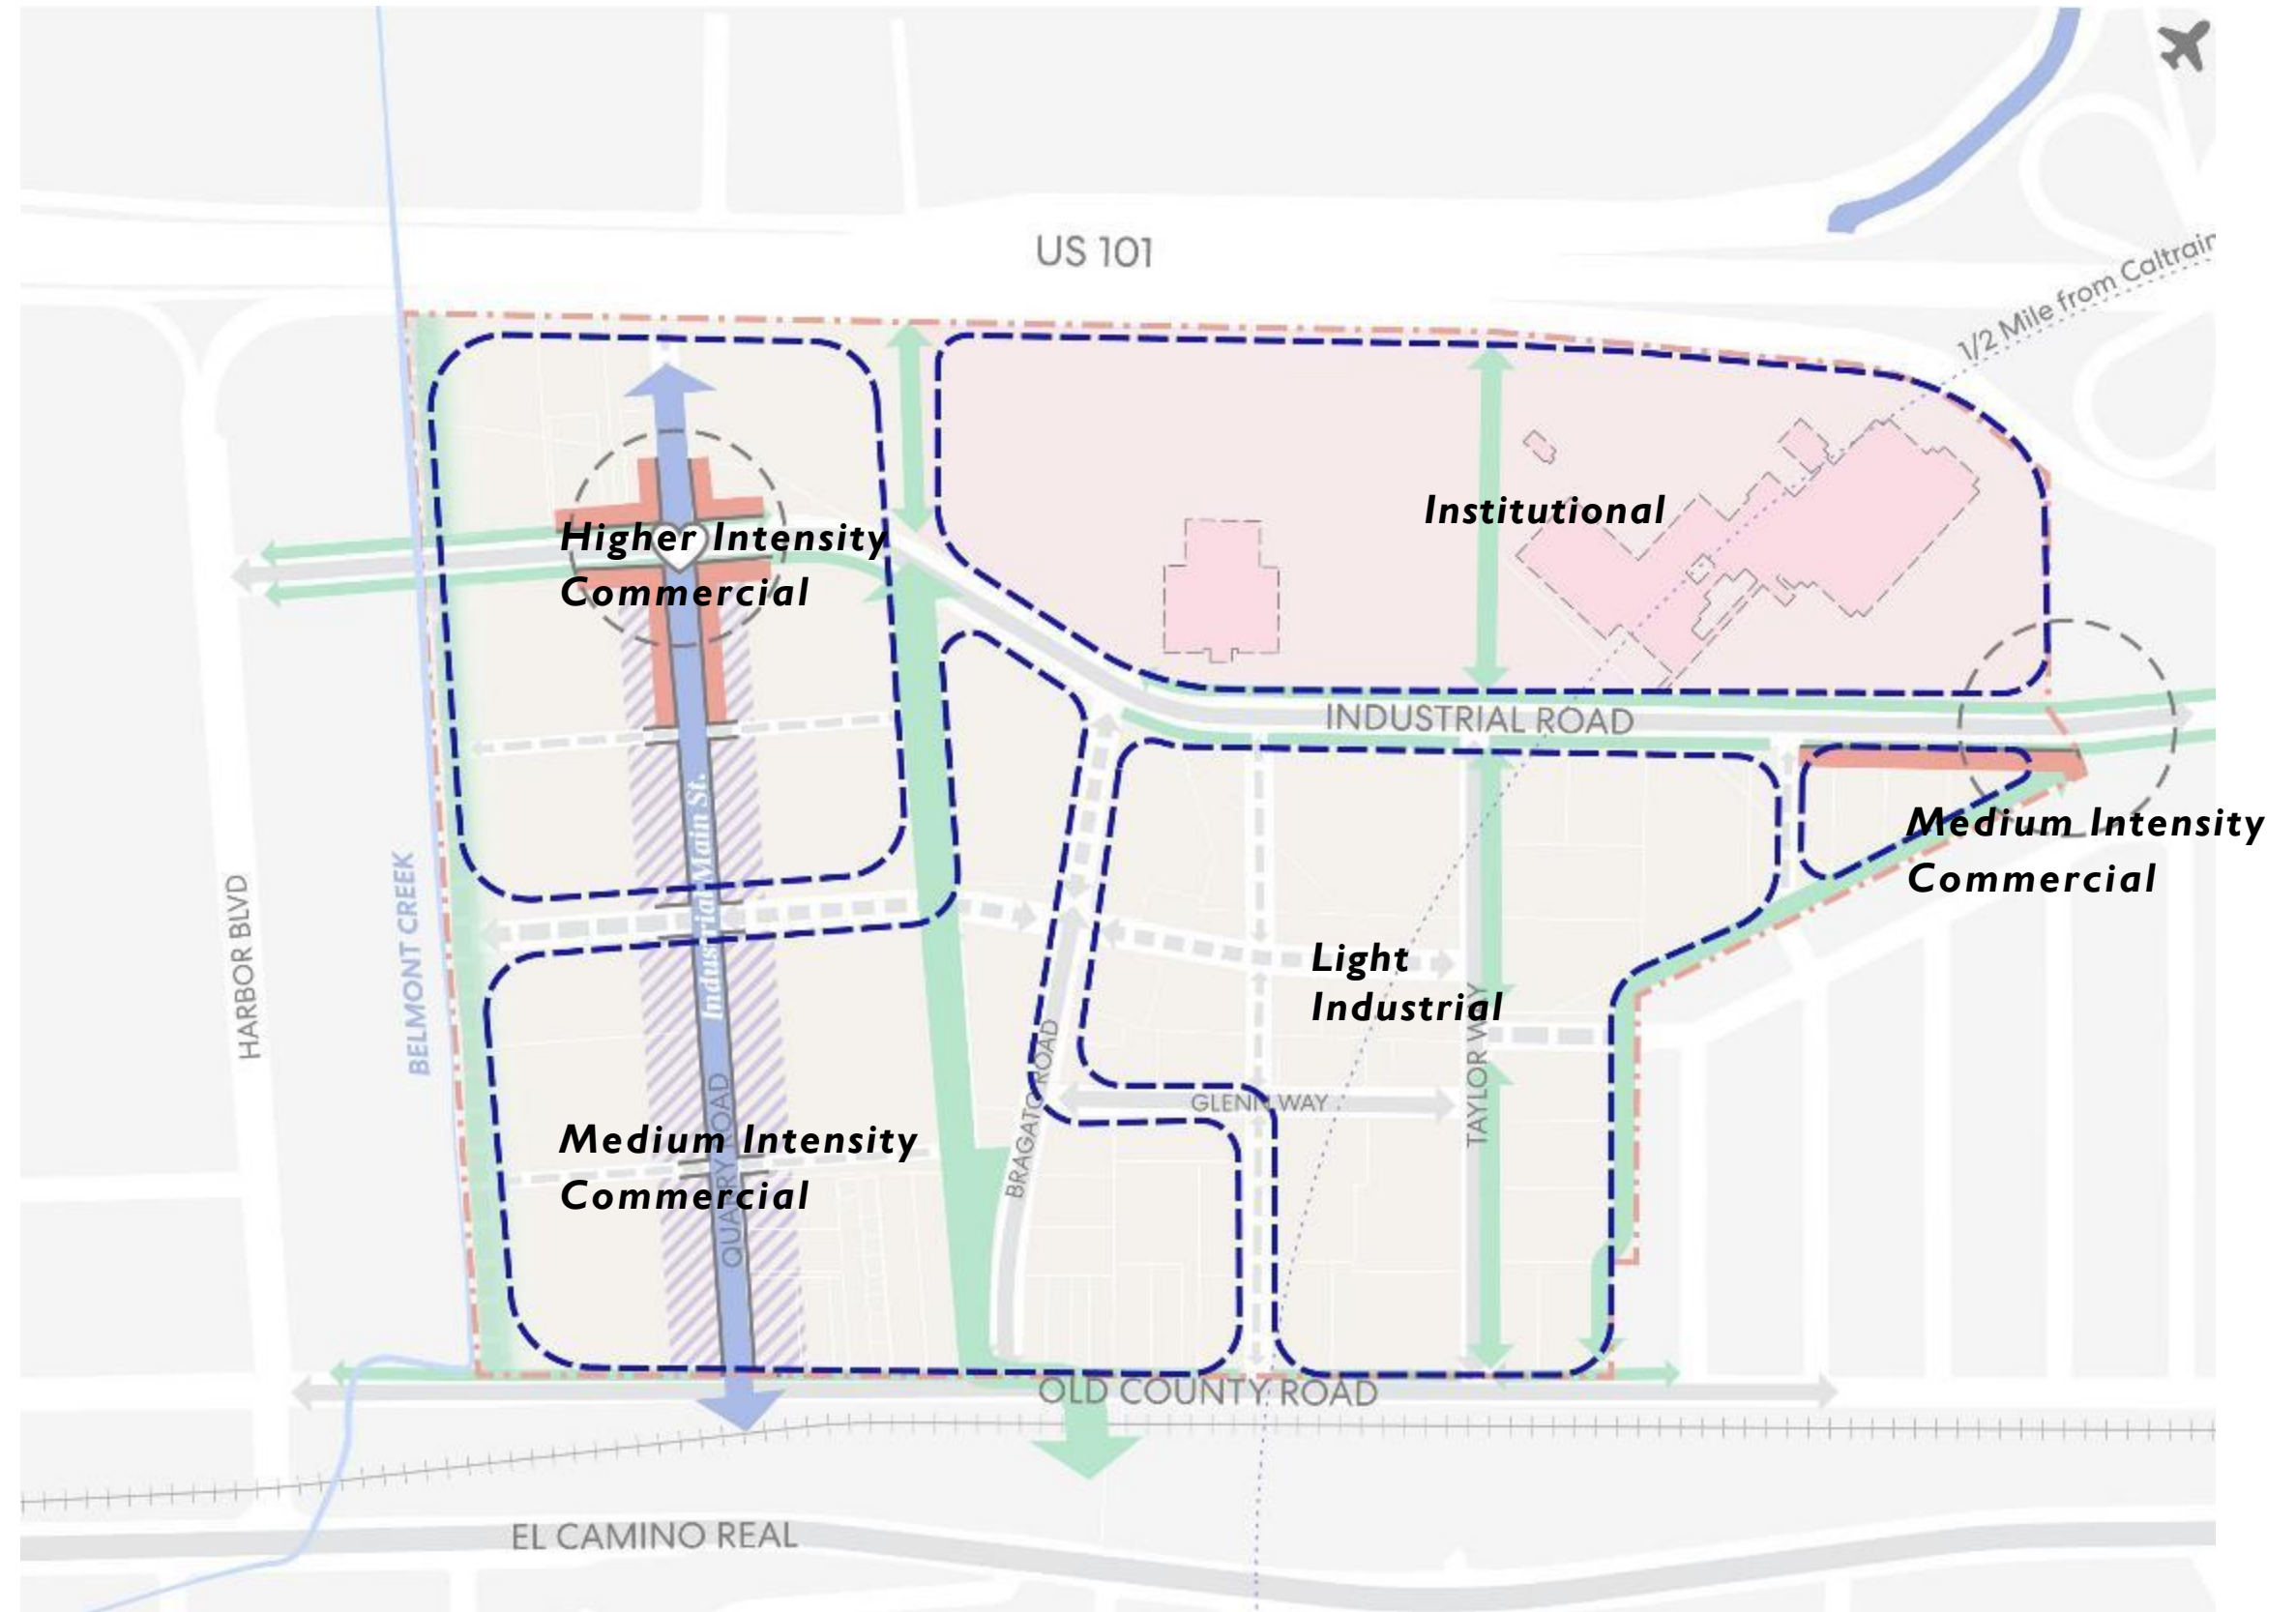 US 101
1/2 Mile from Caltrain
Institutional
Higher Intensity
Commercial
INDUSTRIAL ROAD
Medium Intensity
Commercial
Industrial Main St.
BELMONT CREEK
HARBOR BLVD
Light
Industrial
BRAGATO ROAD
GLENN WAY
TAYLOR WAY
Medium Intensity
Commercial
QUARRY ROAD
OLD COUNTY ROAD
EL CAMINO REAL